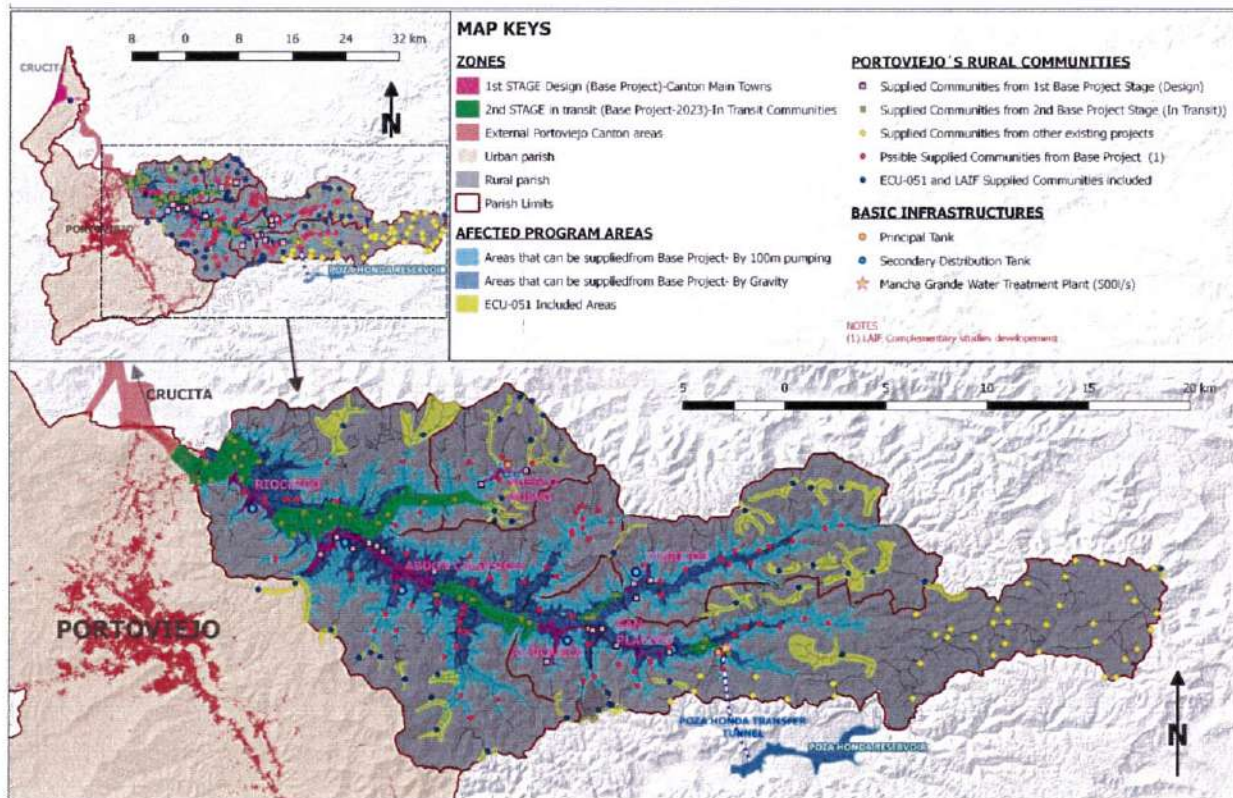 8 0 8 16 24 32 km
CRUCITA
N
PORTOVIEJO
POZA HONDA RESERVOIR
MAP KEYS
ZONES
1st STAGE Design (Base Project)-Canton Main Towns
2nd STAGE in transit (Base Project-2023)-In Transit Communities
External Portoviejo Canton areas
Urban parish
Rural parish
Parish Limits
AFECTED PROGRAM AREAS
Areas that can be suppliedfrom Base Project- By 100m pumping
Areas that can be suppliedfrom Base Project- By Gravity
ECU-051 Included Areas
PORTOVIEJO´S RURAL COMMUNITIES
Supplied Communities from 1st Base Project Stage (Design)
Supplied Communities from 2nd Base Project Stage (In Transit))
Supplied Communities from other existing projects
Pssible Supplied Communities from Base Project (1)
ECU-051 and LAIF Supplied Communities included
BASIC INFRASTRUCTURES
Principal Tank
Secondary Distribution Tank
Mancha Grande Water Treatment Plant (500l/s)
NOTES
(1) LAIF Complementary studies developement
5 0 5 10 15 20 km
CRUCITA
RIOCHICO
PORTOVIEJO
SAN
PLACIDO
POZA HONDA TRANSFER
TUNNEL
POZA HONDA RESERVOIR
N